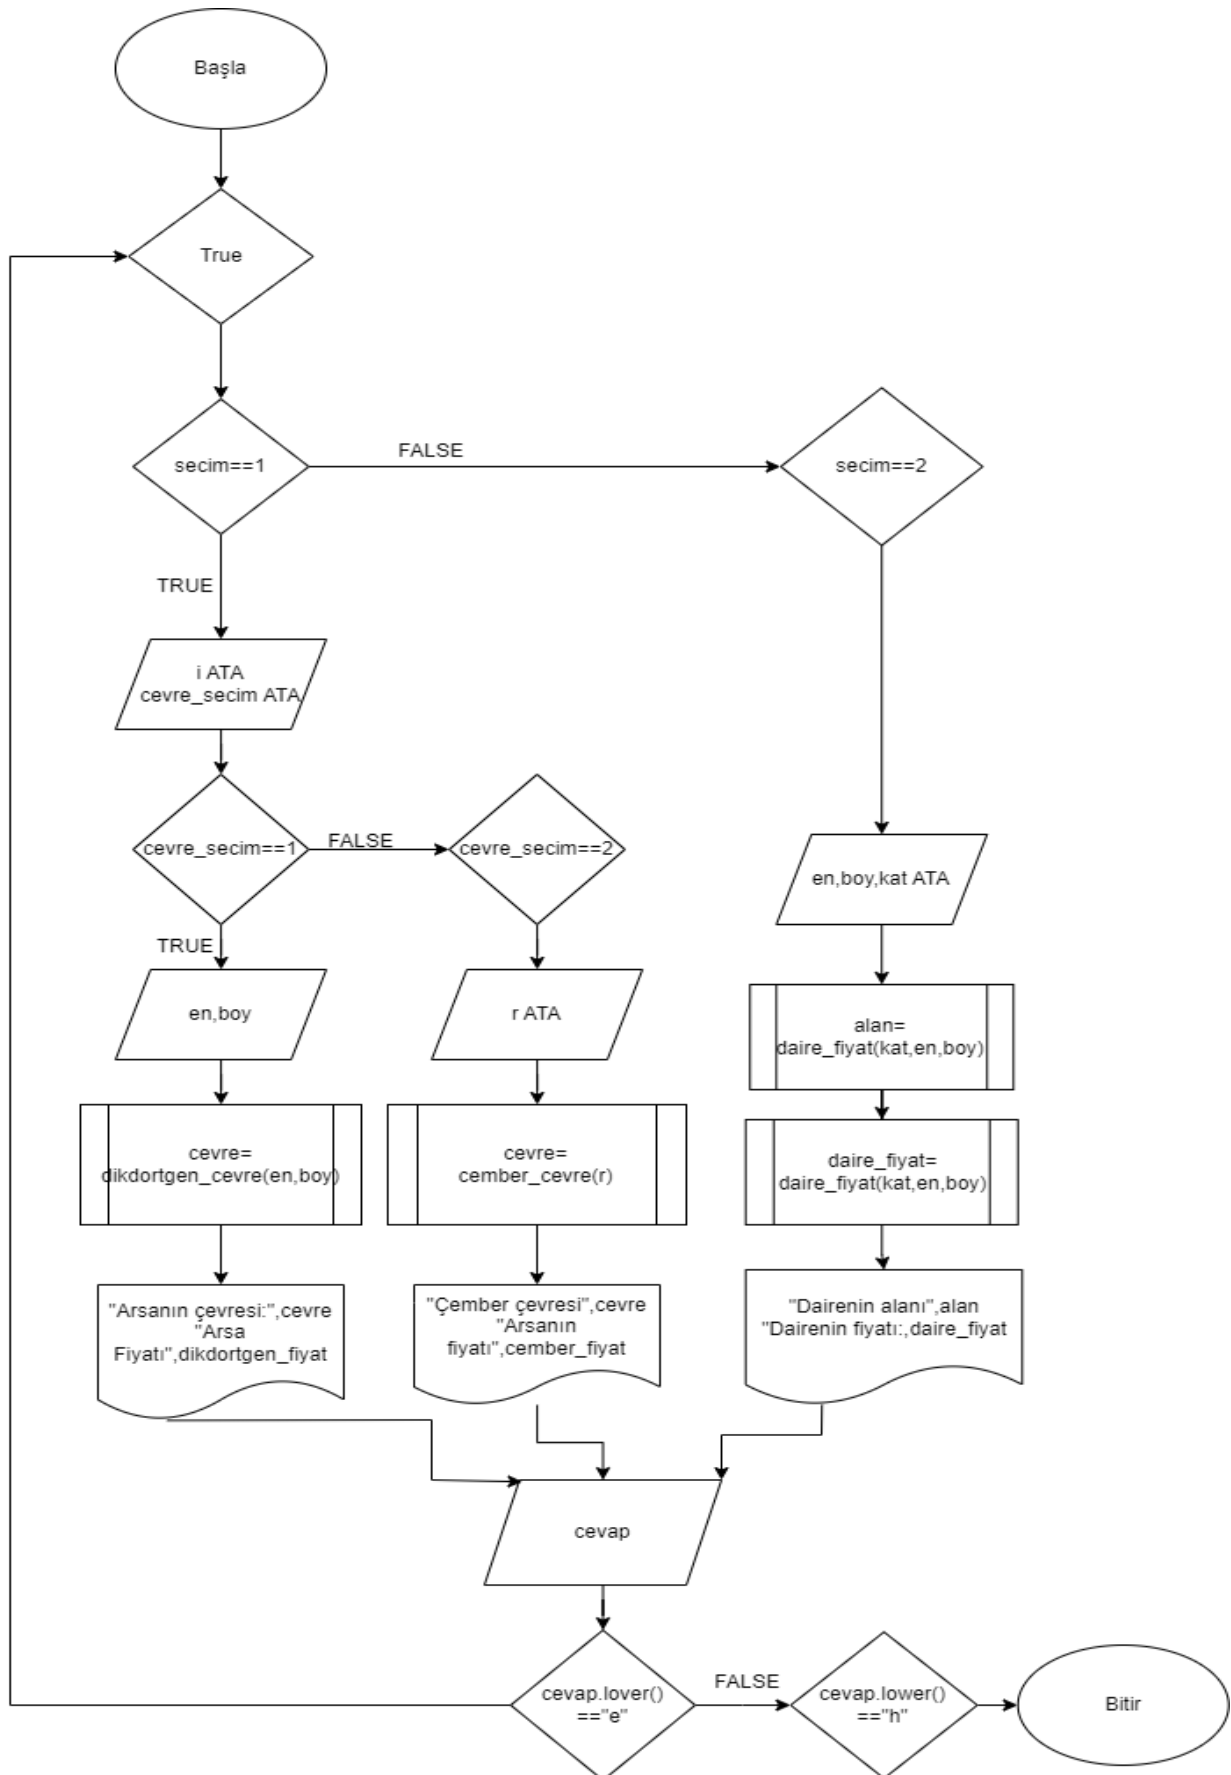 Başla
True
secim==1
FALSE
secim==2
TRUE
i ATA
cevre_secim ATA
cevre_secim==1
FALSE
cevre_secim==2
en,boy,kat ATA
TRUE
en,boy
r ATA
alan=
daire_fiyat(kat,en,boy)
cevre=
dikdortgen_cevre(en,boy)
cevre=
cember_cevre(r)
daire_fiyat=
daire_fiyat(kat,en,boy)
"Arsanın çevresi:",cevre
"Arsa
Fiyatı",dikdortgen_fiyat
"Çember çevresi",cevre
"Arsanın
fiyatı",cember_fiyat
"Dairenin alanı",alan
"Dairenin fiyatı:,daire_fiyat
cevap
cevap.lover()
=="e"
FALSE
cevap.lower()
=="h"
Bitir